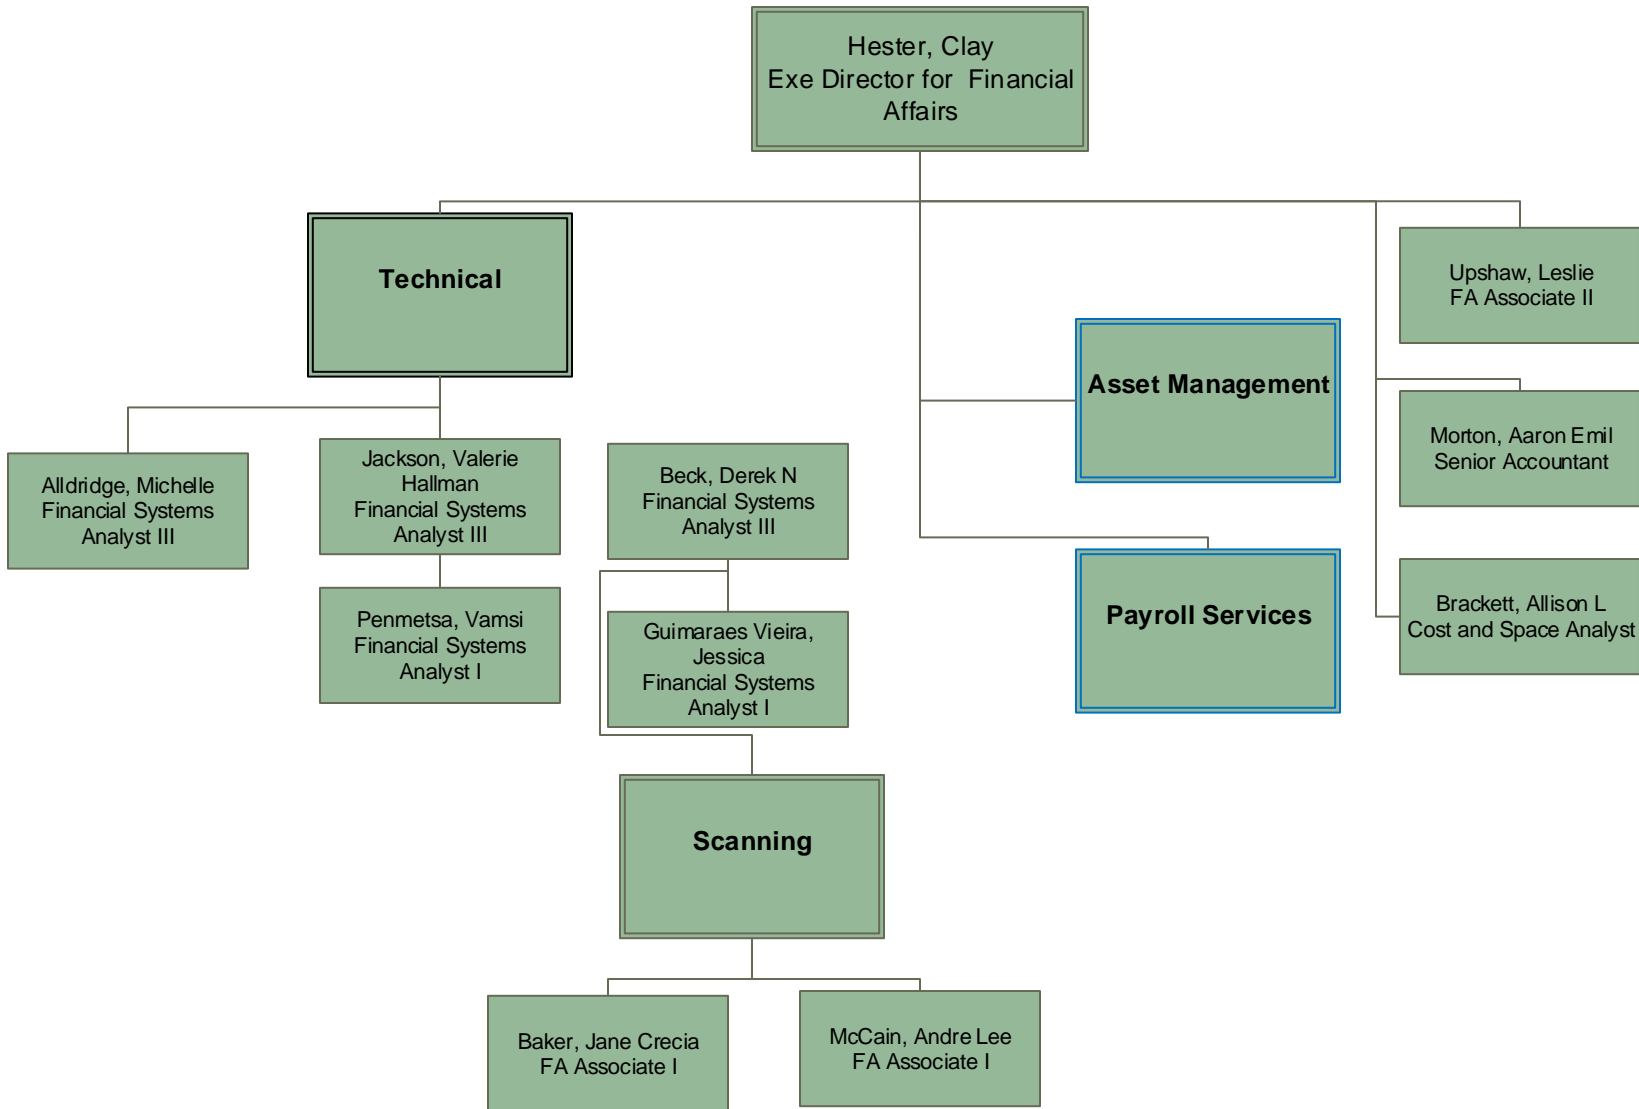 Hester, Clay
Exe Director for Financial
Affairs
Technical
Upshaw, Leslie
FA Associate II
Asset Management
Morton, Aaron Emil
Senior Accountant
Alldridge, Michelle
Financial Systems
Analyst III
Jackson, Valerie
Hallman
Financial Systems
Analyst III
Beck, Derek N
Financial Systems
Analyst III
Payroll Services
Brackett, Allison L
Cost and Space Analyst
Penmetsa, Vamsi
Financial Systems
Analyst I
Guimaraes Vieira,
Jessica
Financial Systems
Analyst I
Scanning
Baker, Jane Crecia
FA Associate I
McCain, Andre Lee
FA Associate I